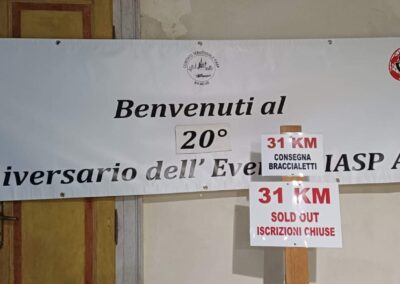 Benvenuti al
20°
iversario dell' Eve IASP A
31 KM
CONSEGNA
BRACCIALETTI
31 KM
SOLD OUT
ISCRIZIONI CHIUSE